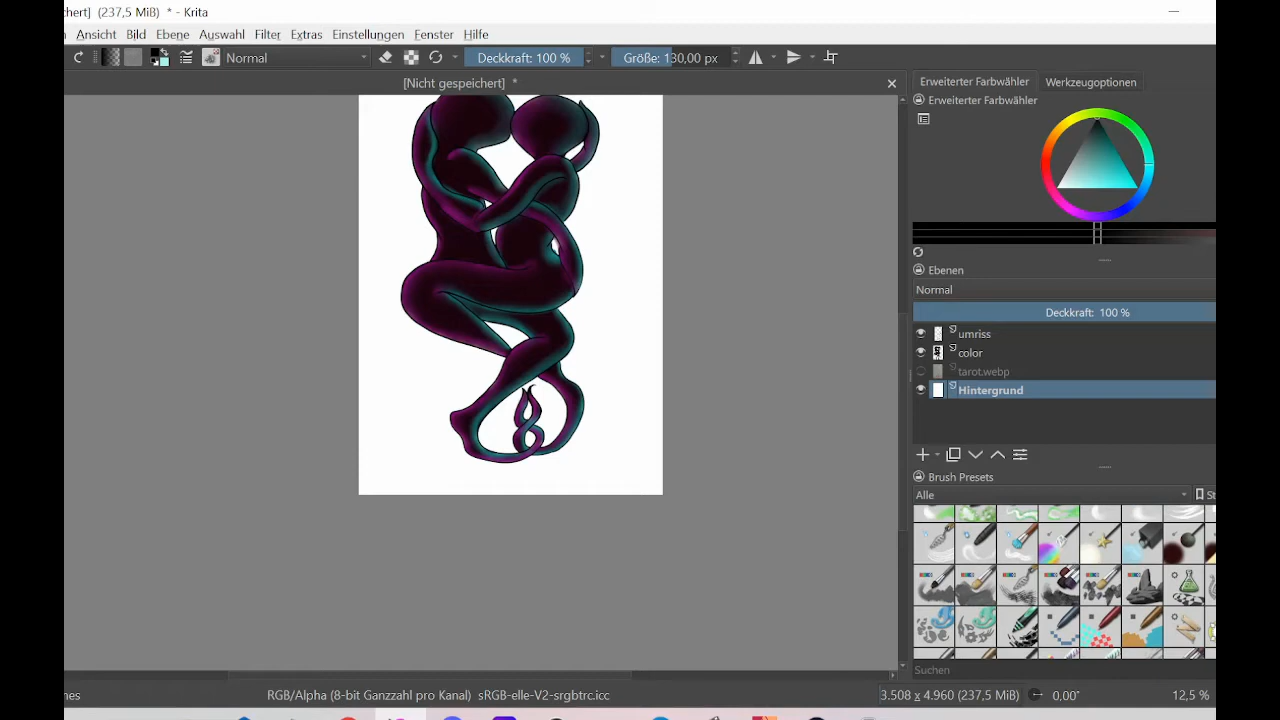 chert] (237,5 MiB) * - Krita
n Ansicht Bild Ebene Auswahl Filter Extras Einstellungen Fenster Hilfe
Normal Deckkraft: 100 % Größe: 130,00 px
[Nicht gespeichert] *
Erweiterter Farbwähler Werkzeugoptionen
Erweiterter Farbwähler
Ebenen
Normal
Deckkraft: 100 %
umriss
color
tarot.webp
Hintergrund
Brush Presets
Alle St
Suchen
nes RGB/Alpha (8-bit Ganzzahl pro Kanal) sRGB-elle-V2-srgbtrc.icc 3.508 x 4.960 (237,5 MiB) 0,00° 12,5 %